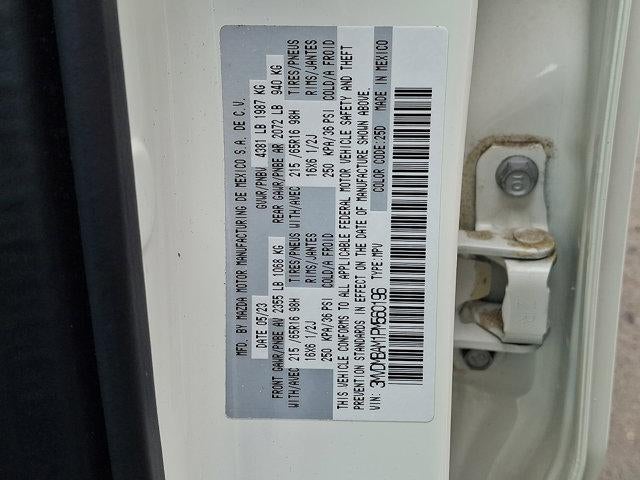 MFD. BY MAZDA MOTOR MANUFACTURING DE MEXICO S.A. DE C.V.
DATE 05/23 GVWR/PNBV 4381 LB 1987 KG
FRONT GAWR/PNBE AV 2355 LB 1068 KG REAR GAWR/PNBE AR 2072 LB 940 KG
WITH/AVEC 215 /65R16 98H TIRES/PNEUS WITH/AVEC 215 /65R16 98H TIRES/PNEUS
16X6 1/2J RIMS/JANTES 16X6 1/2J RIMS/JANTES
250 KPA/36 PSI COLD/A FROID 250 KPA/36 PSI COLD/A FROID
THIS VEHICLE CONFORMS TO ALL APPLICABLE FEDERAL MOTOR VEHICLE SAFETY AND THEFT
PREVENTION STANDARDS IN EFFECT ON THE DATE OF MANUFACTURE SHOWN ABOVE.
VIN: 3MVDMBAM1PM560196 TYPE:MPV COLOR CODE:25D MADE IN MEXICO
1R